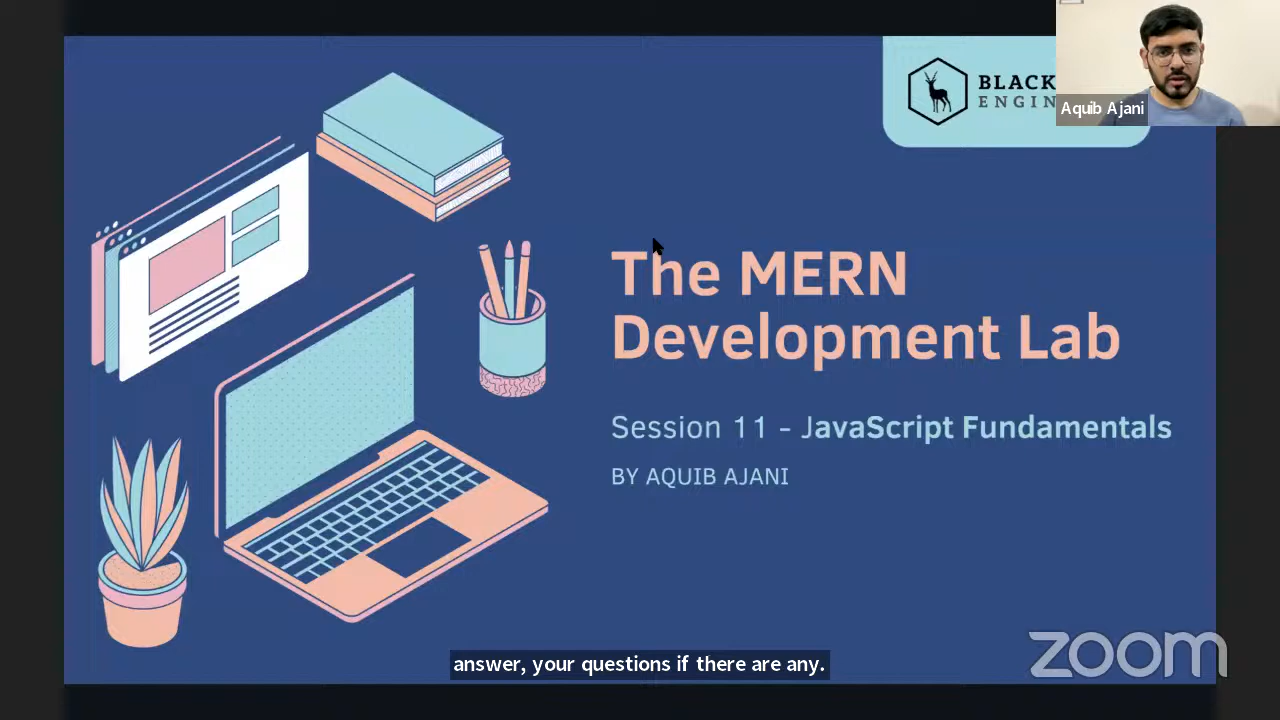 BLACK
ENGIN
Aquib Ajani
The MERN
Development Lab
Session 11 - JavaScript Fundamentals
BY AQUIB AJANI
answer, your questions if there are any.
zoom